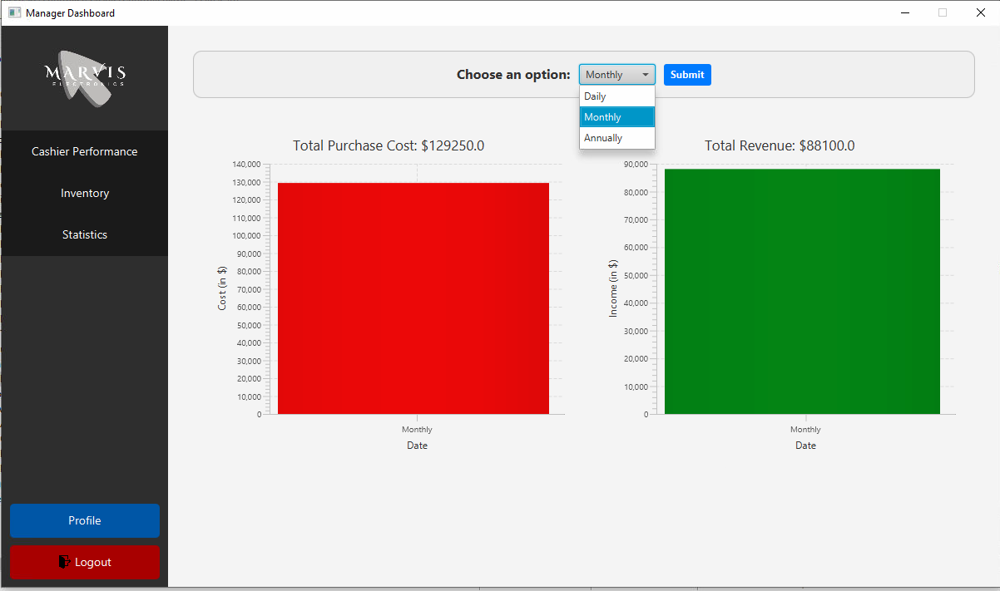 Manager Dashboard
MARVIS
ELECTRONICS
Cashier Performance
Inventory
Statistics
Profile
Logout
Choose an option: Monthly Submit
Daily
Monthly
Annually
Total Purchase Cost: $129250.0
140,000
130,000
120,000
110,000
100,000
90,000
80,000
70,000
60,000
50,000
40,000
30,000
20,000
10,000
0
Cost (in $)
Monthly
Date
Total Revenue: $88100.0
90,000
80,000
70,000
60,000
50,000
40,000
30,000
20,000
10,000
0
Income (in $)
Monthly
Date